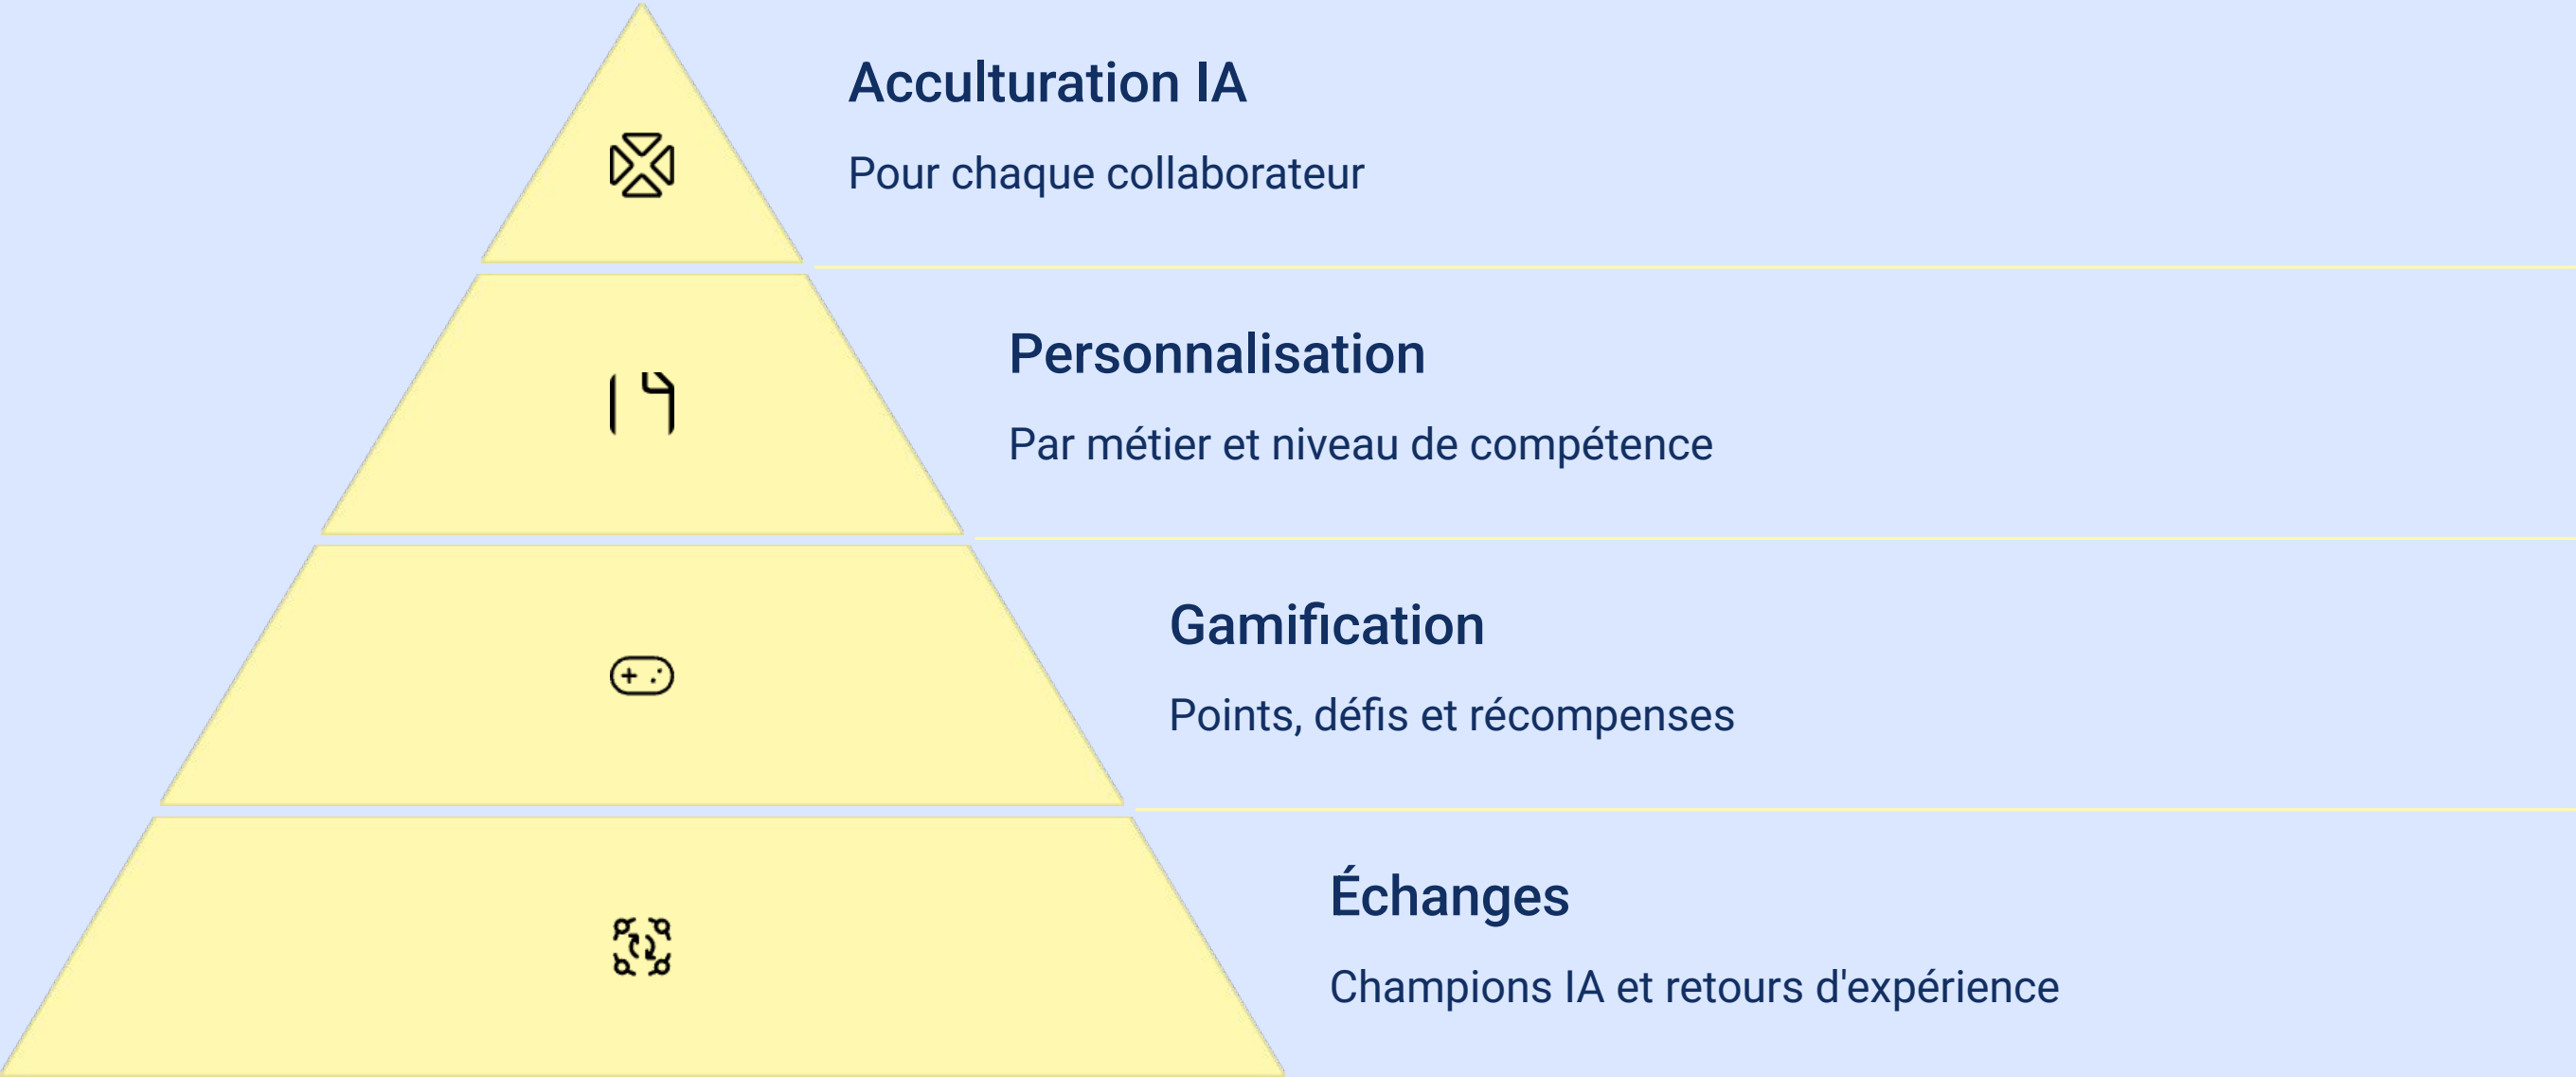 Acculturation IA
Pour chaque collaborateur
Personnalisation
Par métier et niveau de compétence
Gamification
Points, défis et récompenses
Échanges
Champions IA et retours d'expérience